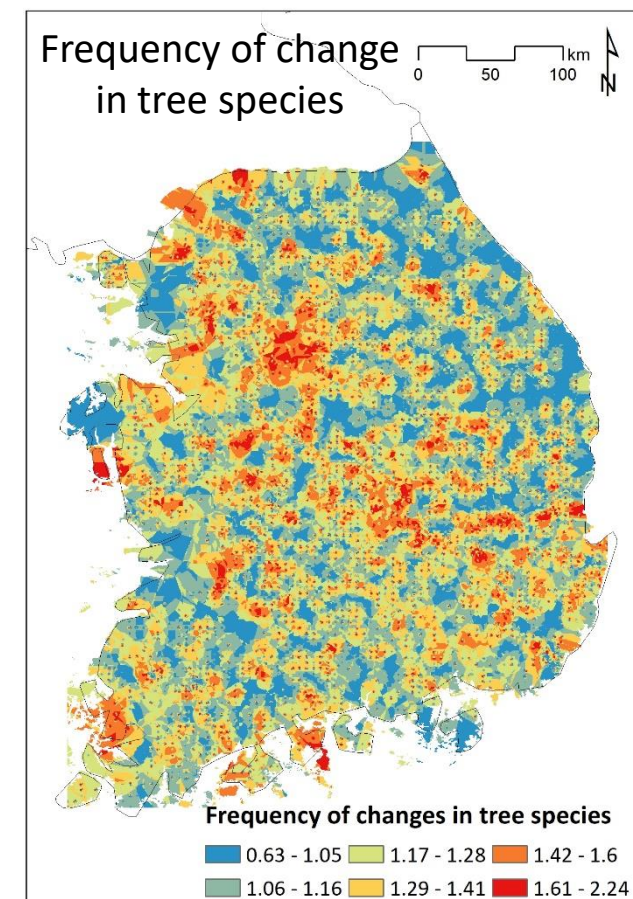 Frequency of change
in tree species
km
0 50 100
N
Frequency of changes in tree species
0.63 - 1.05 1.17 - 1.28 1.42 - 1.6
1.06 - 1.16 1.29 - 1.41 1.61 - 2.24